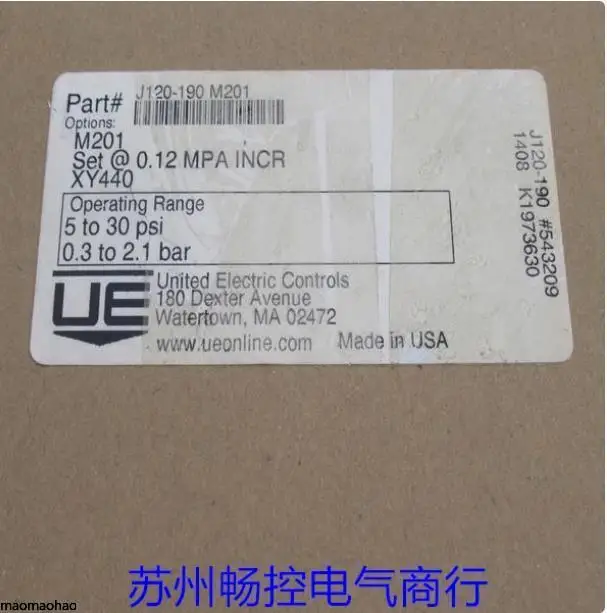 Part# J120-190 M201
Options:
M201
Set @ 0.12 MPA INCR
XY440
Operating Range
5 to 30 psi
0.3 to 2.1 bar
UE
United Electric Controls
180 Dexter Avenue
Watertown, MA 02472
www.ueonline.com Made in USA
J120-190 #543209
1408 K1973630
苏州畅控电气商行
maomaohao